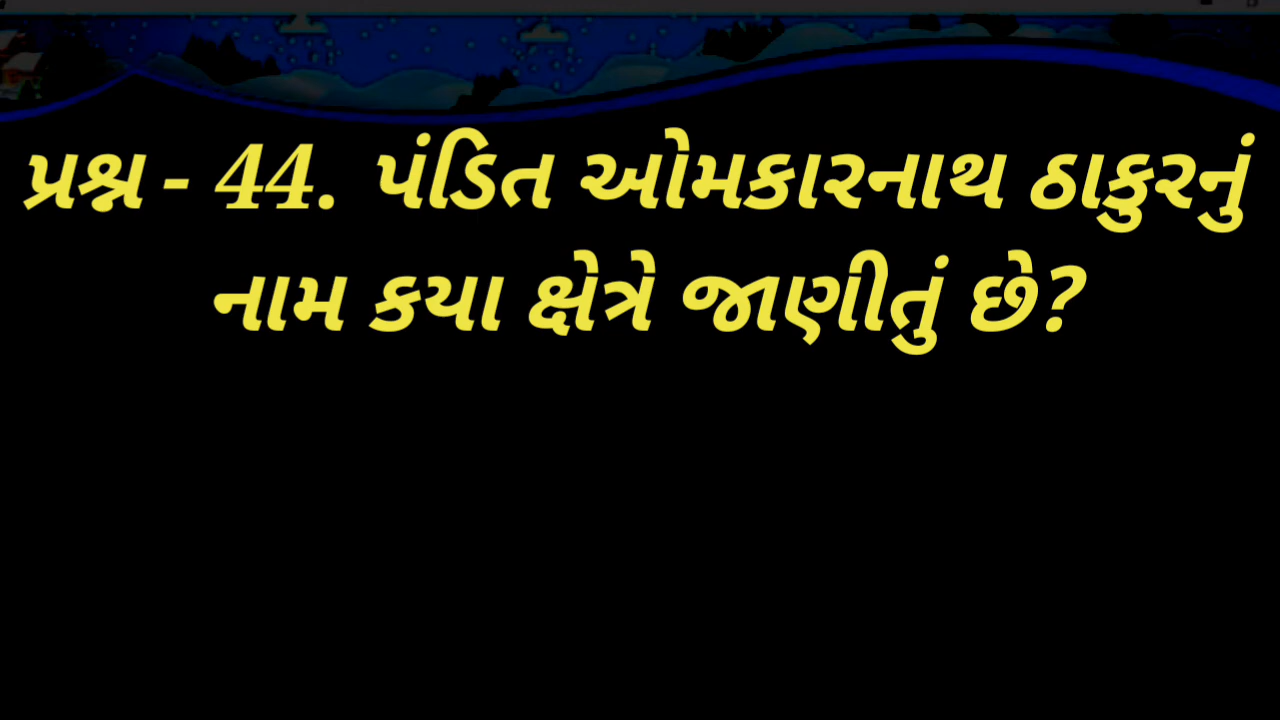 પ્રશ્ન - 44. પંડિત ઓમકારનાથ ઠાકુરનું
નામ કયા ક્ષેત્રે જાણીતું છે?